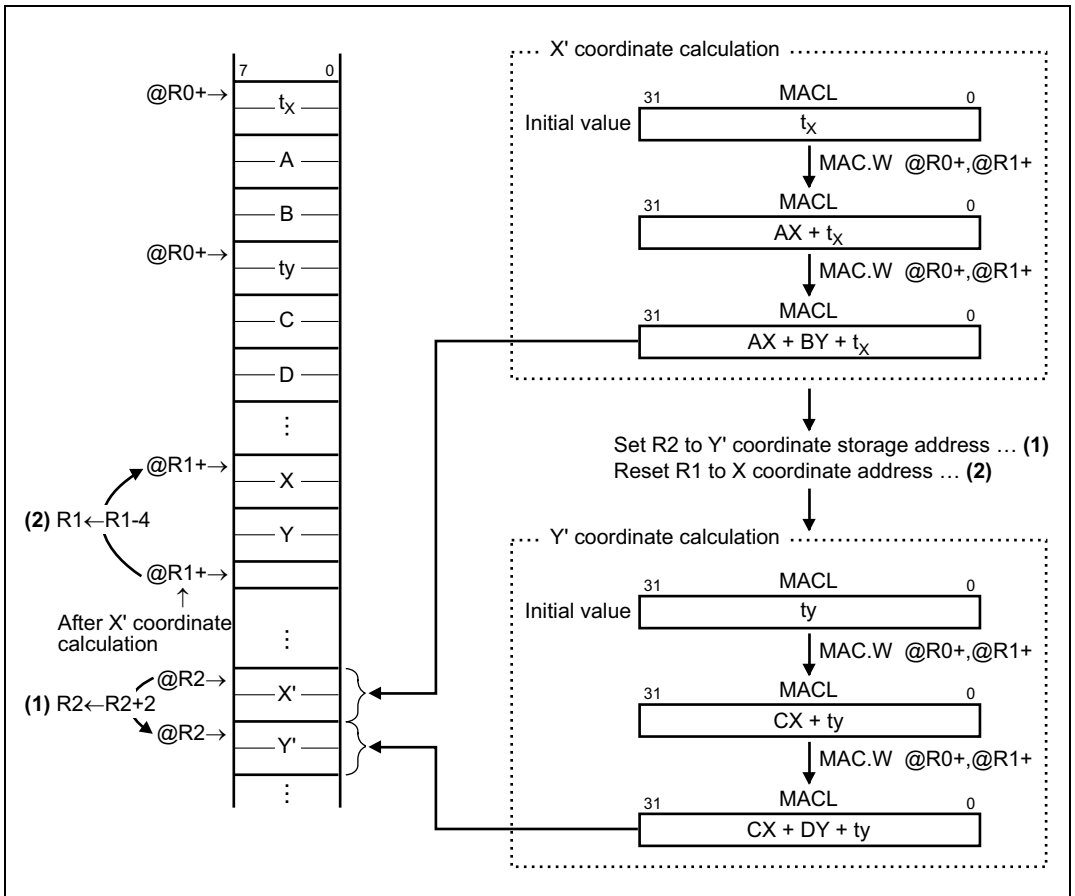 7 0
@R0+→
tX
A
B
@R0+→
ty
C
D
⋮
@R1+→
X
(2) R1←R1-4
Y
@R1+→
↑
After X' coordinate
calculation
⋮
@R2→
X'
(1) R2←R2+2
@R2→
Y'
⋮
X' coordinate calculation
31 MACL 0
Initial value
tX
MAC.W @R0+,@R1+
31 MACL 0
AX + tX
MAC.W @R0+,@R1+
31 MACL 0
AX + BY + tX
Set R2 to Y' coordinate storage address … (1)
Reset R1 to X coordinate address … (2)
Y' coordinate calculation
31 MACL 0
Initial value
ty
MAC.W @R0+,@R1+
31 MACL 0
CX + ty
MAC.W @R0+,@R1+
31 MACL 0
CX + DY + ty